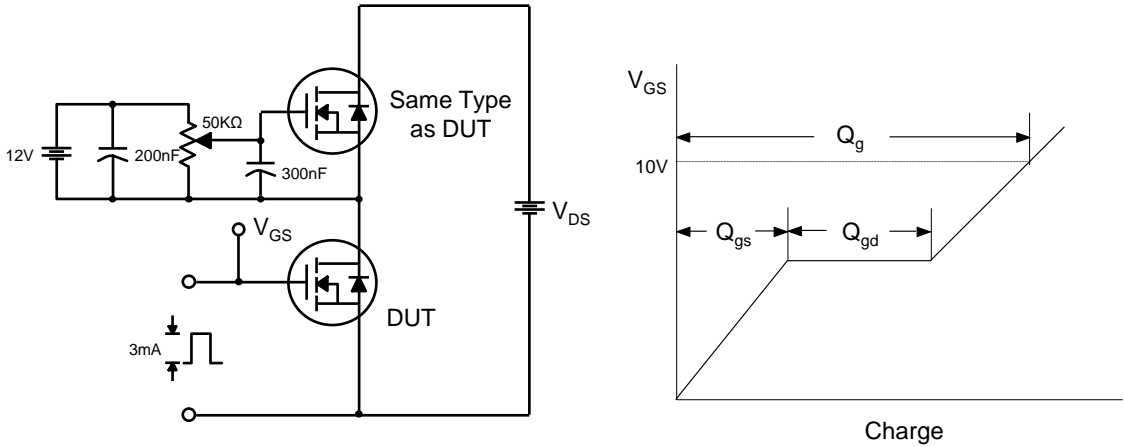 Same Type
as DUT
50KΩ
12V
200nF
300nF
V_GS
V_DS
DUT
3mA
V_GS
Q_g
10V
Q_gs
Q_gd
Charge